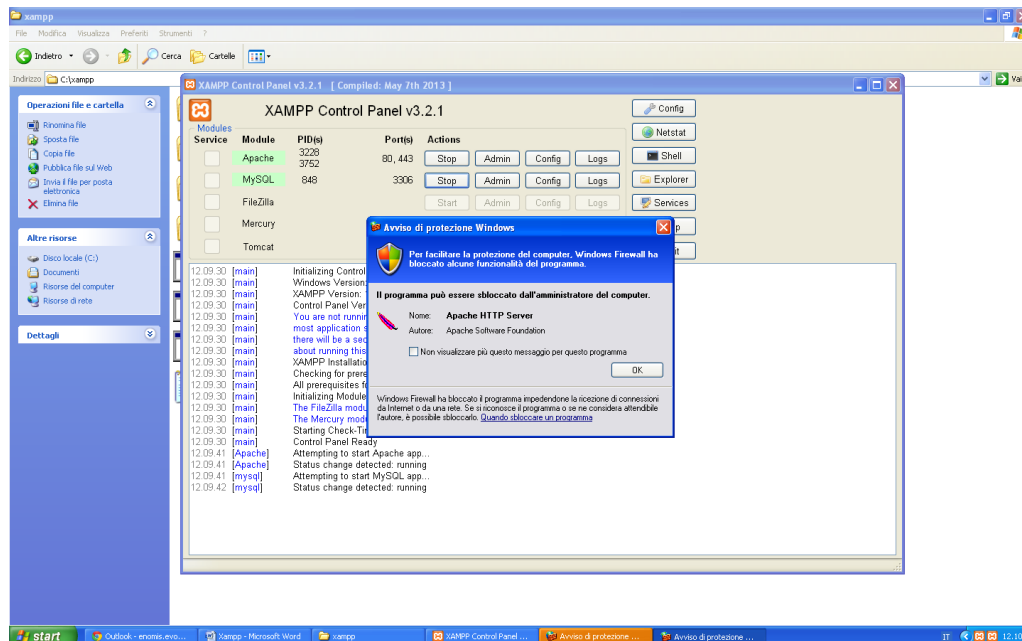 xampp
File Modifica Visualizza Preferiti Strumenti ?
Indietro Cerca Cartelle
Indirizzo C:\xampp Vai
Operazioni file e cartella
Rinomina file
Sposta file
Copia file
Pubblica file sul Web
Invia il file per posta
elettronica
Elimina file
Altre risorse
Disco locale (C:)
Documenti
Risorse del computer
Risorse di rete
Dettagli
XAMPP Control Panel v3.2.1 [ Compiled: May 7th 2013 ]
XAMPP Control Panel v3.2.1
Config
Netstat
Shell
Explorer
Services
p
it
Modules
Service Module PID(s) Port(s) Actions
Apache 3228 3752 80, 443 Stop Admin Config Logs
MySQL 848 3306 Stop Admin Config Logs
FileZilla Start Admin Config Logs
Mercury
Tomcat
12.09.30 [main] Initializing Control
12.09.30 [main] Windows Version:
12.09.30 [main] XAMPP Version:
12.09.30 [main] Control Panel Ver
12.09.30 [main] You are not runnin
12.09.30 [main] most application s
12.09.30 [main] there will be a sec
12.09.30 [main] about running this
12.09.30 [main] XAMPP Installatio
12.09.30 [main] Checking for prere
12.09.30 [main] All prerequisites f
12.09.30 [main] Initializing Module
12.09.30 [main] The FileZilla modu
12.09.30 [main] The Mercury mod
12.09.30 [main] Starting Check-Ti
12.09.30 [main] Control Panel Ready
12.09.41 [Apache] Attempting to start Apache app...
12.09.41 [Apache] Status change detected: running
12.09.41 [mysql] Attempting to start MySQL app...
12.09.42 [mysql] Status change detected: running
Avviso di protezione Windows
Per facilitare la protezione del computer, Windows Firewall ha
bloccato alcune funzionalità del programma.
Il programma può essere sbloccato dall'amministratore del computer.
Nome: Apache HTTP Server
Autore: Apache Software Foundation
Non visualizzare più questo messaggio per questo programma
OK
Windows Firewall ha bloccato il programma impedendone la ricezione di connessioni
da Internet o da una rete. Se si riconosce il programma o se ne considera attendibile
l'autore, è possibile sbloccarlo. Quando sbloccare un programma
start Outlook - enomis.evo... Xampp - Microsoft Word xampp XAMPP Control Panel ... Avviso di protezione ... Avviso di protezione ... IT 12.10